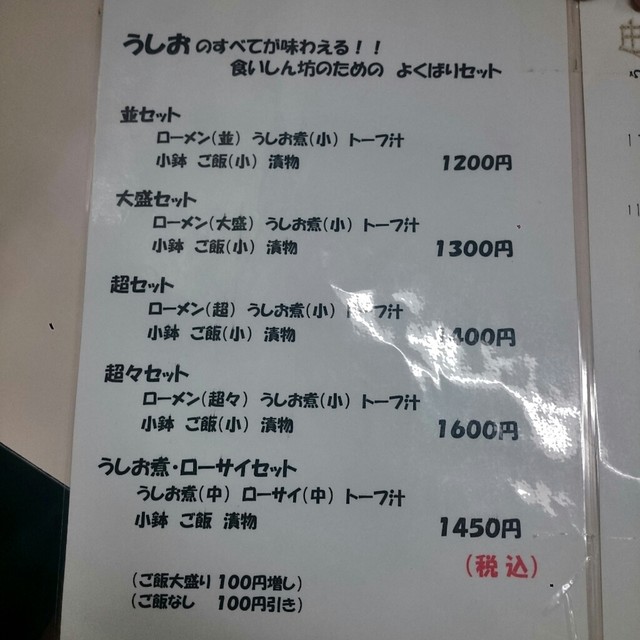 うしおのすべてが味わえる！！
食いしん坊のための よくばりセット
並セット
ローメン(並) うしお煮(小) トーフ汁
小鉢 ご飯(小) 漬物 1200円
大盛セット
ローメン(大盛) うしお煮(小) トーフ汁
小鉢 ご飯(小) 漬物 1300円
超セット
ローメン(超) うしお煮(小) トーフ汁
小鉢 ご飯(小) 漬物 1400円
超々セット
ローメン(超々) うしお煮(小) トーフ汁
小鉢 ご飯(小) 漬物 1600円
うしお煮・ローサイセット
うしお煮(中) ローサイ(中) トーフ汁
小鉢 ご飯 漬物 1450円
(税込)
(ご飯大盛り 100円増し)
(ご飯なし 100円引き)